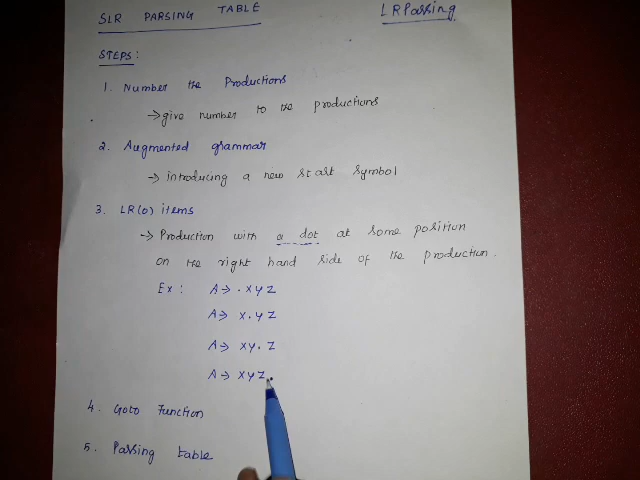 SLR PARSING TABLE
LR Parsing
STEPS:
1. Number the Productions
→ give number to the productions
2. Augmented grammar
→ introducing a new start symbol
3. LR(0) items
→ Production with a dot at some position
on the right hand side of the production.
Ex: A → .XYZ
A → X.YZ
A → XY.Z
A → XYZ.
4. Goto Function
5. Parsing table